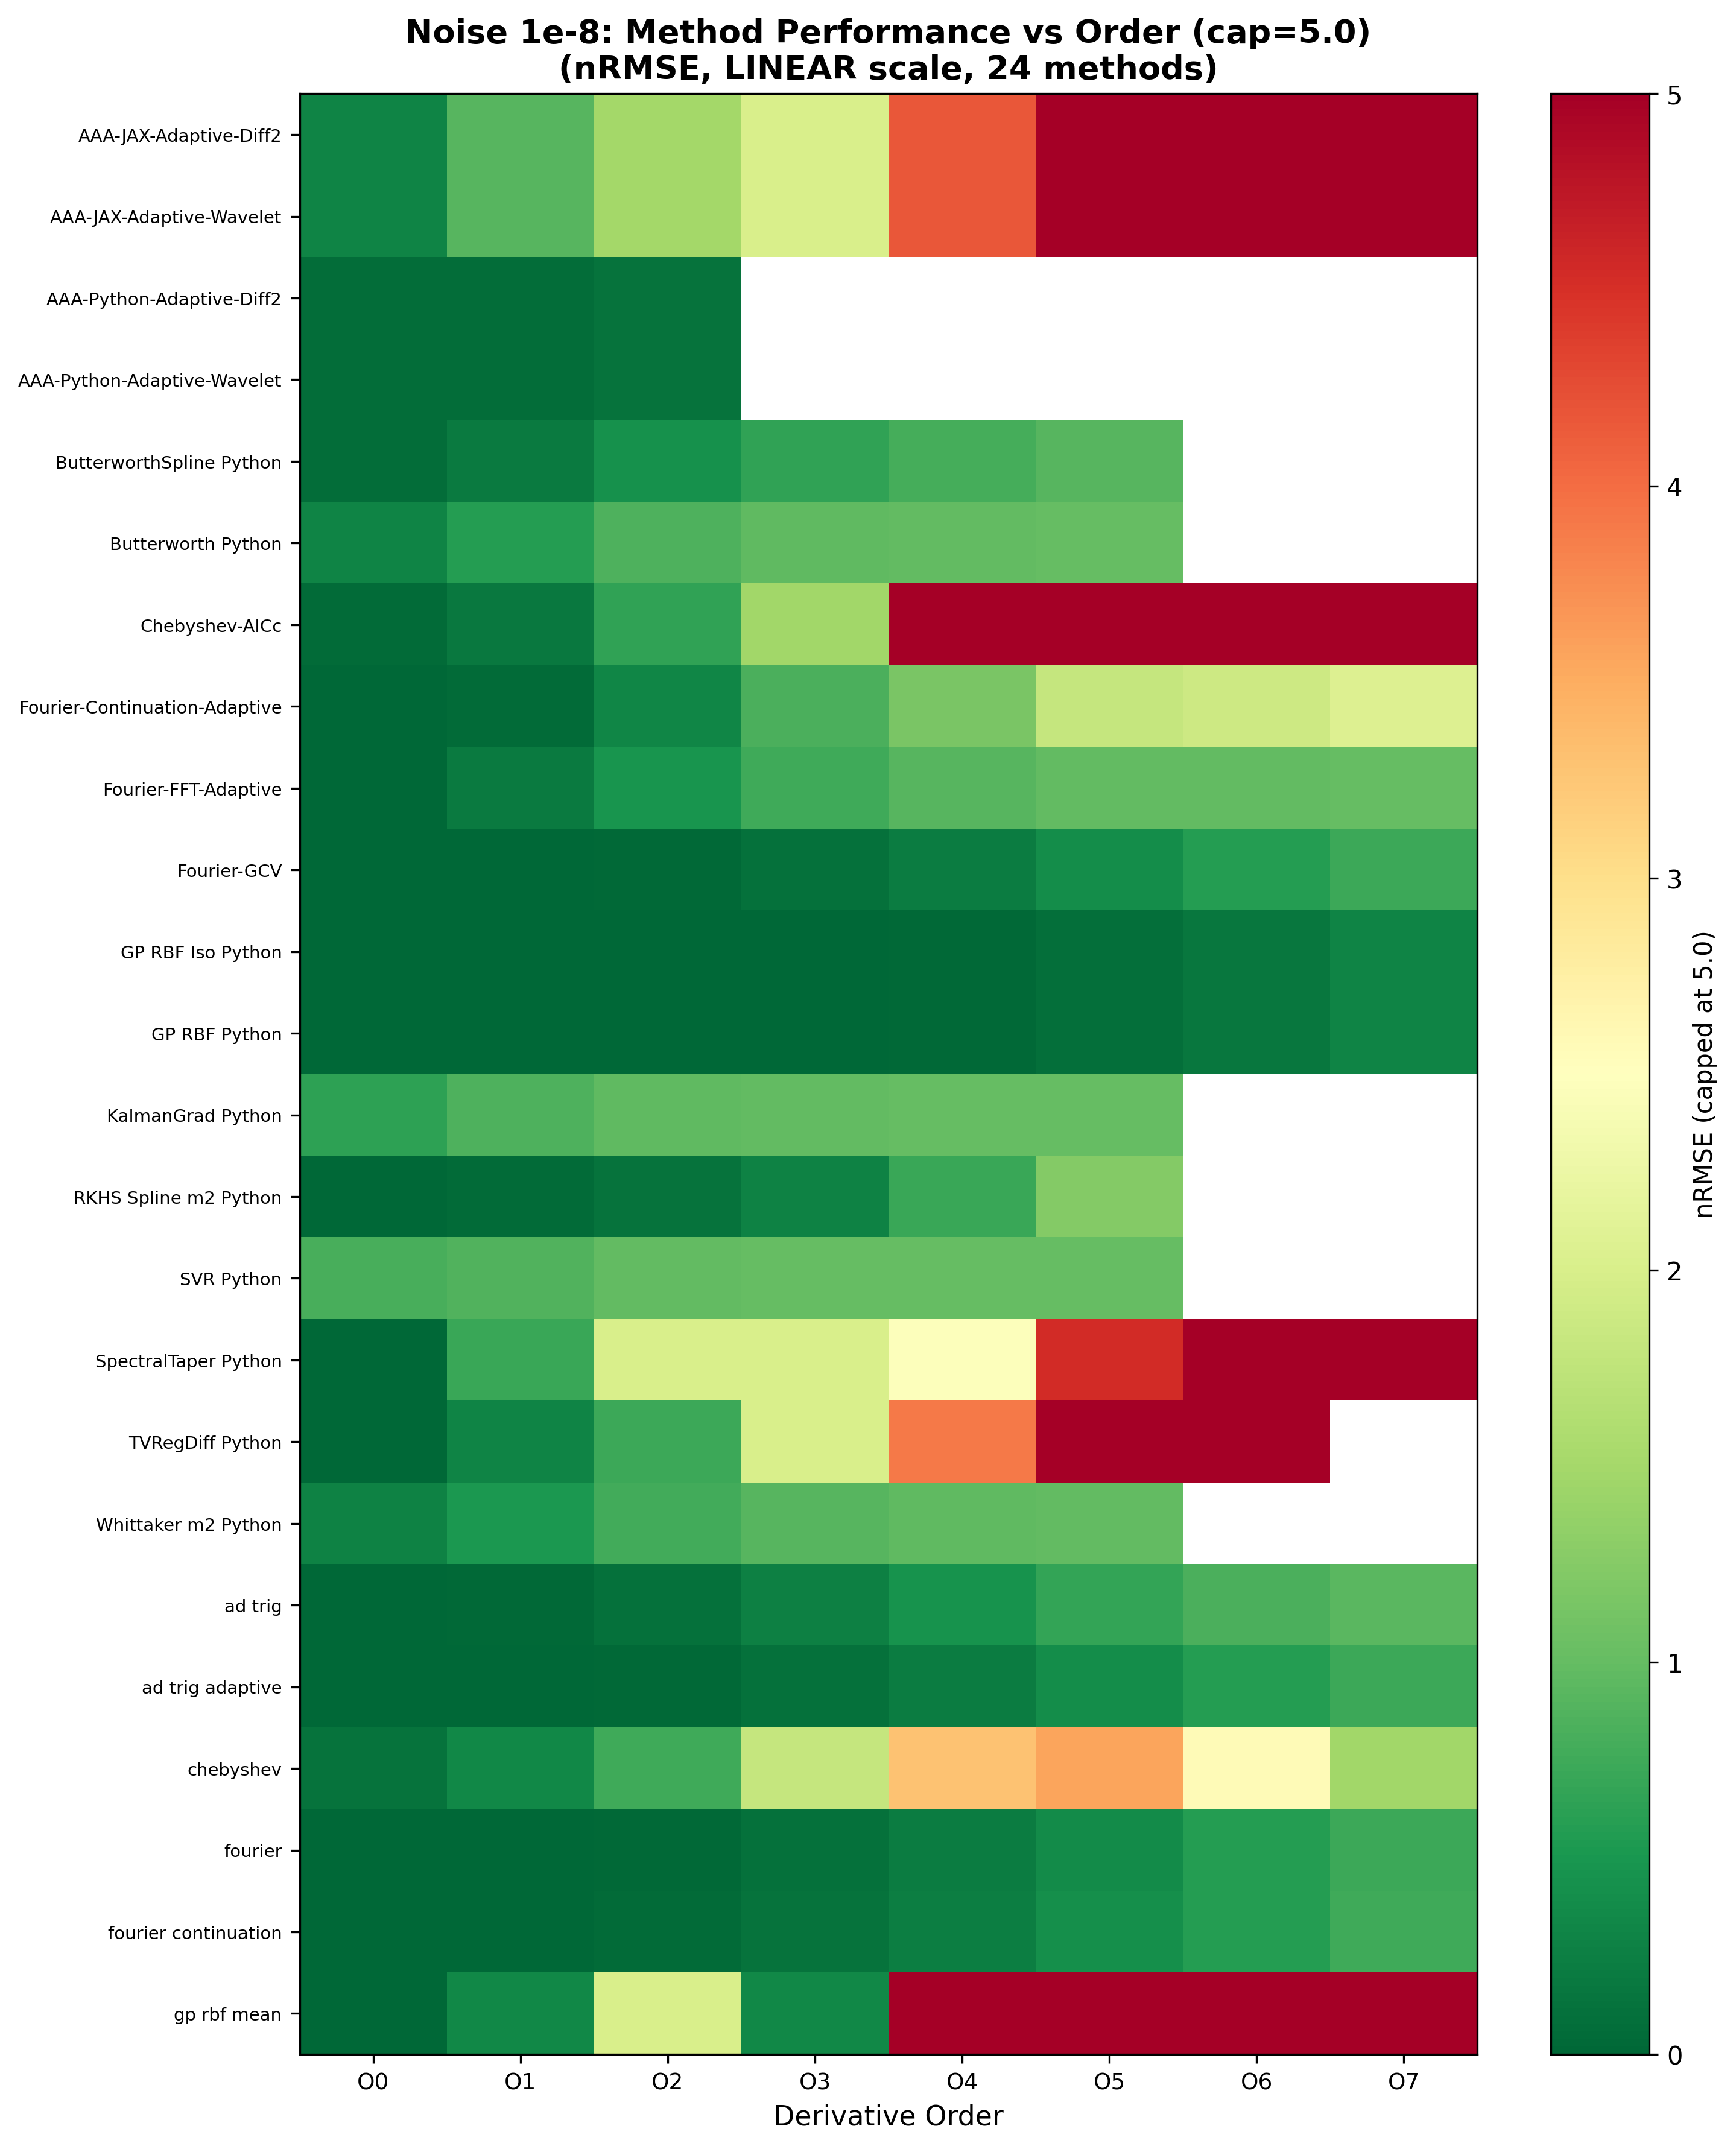 Noise 1e-8: Method Performance vs Order (cap=5.0)
(nRMSE, LINEAR scale, 24 methods)
AAA-JAX-Adaptive-Diff2
AAA-JAX-Adaptive-Wavelet
AAA-Python-Adaptive-Diff2
AAA-Python-Adaptive-Wavelet
ButterworthSpline Python
Butterworth Python
Chebyshev-AICc
Fourier-Continuation-Adaptive
Fourier-FFT-Adaptive
Fourier-GCV
GP RBF Iso Python
GP RBF Python
KalmanGrad Python
RKHS Spline m2 Python
SVR Python
SpectralTaper Python
TVRegDiff Python
Whittaker m2 Python
ad trig
ad trig adaptive
chebyshev
fourier
fourier continuation
gp rbf mean
O0 O1 O2 O3 O4 O5 O6 O7
Derivative Order
5
4
3
2
1
0
nRMSE (capped at 5.0)